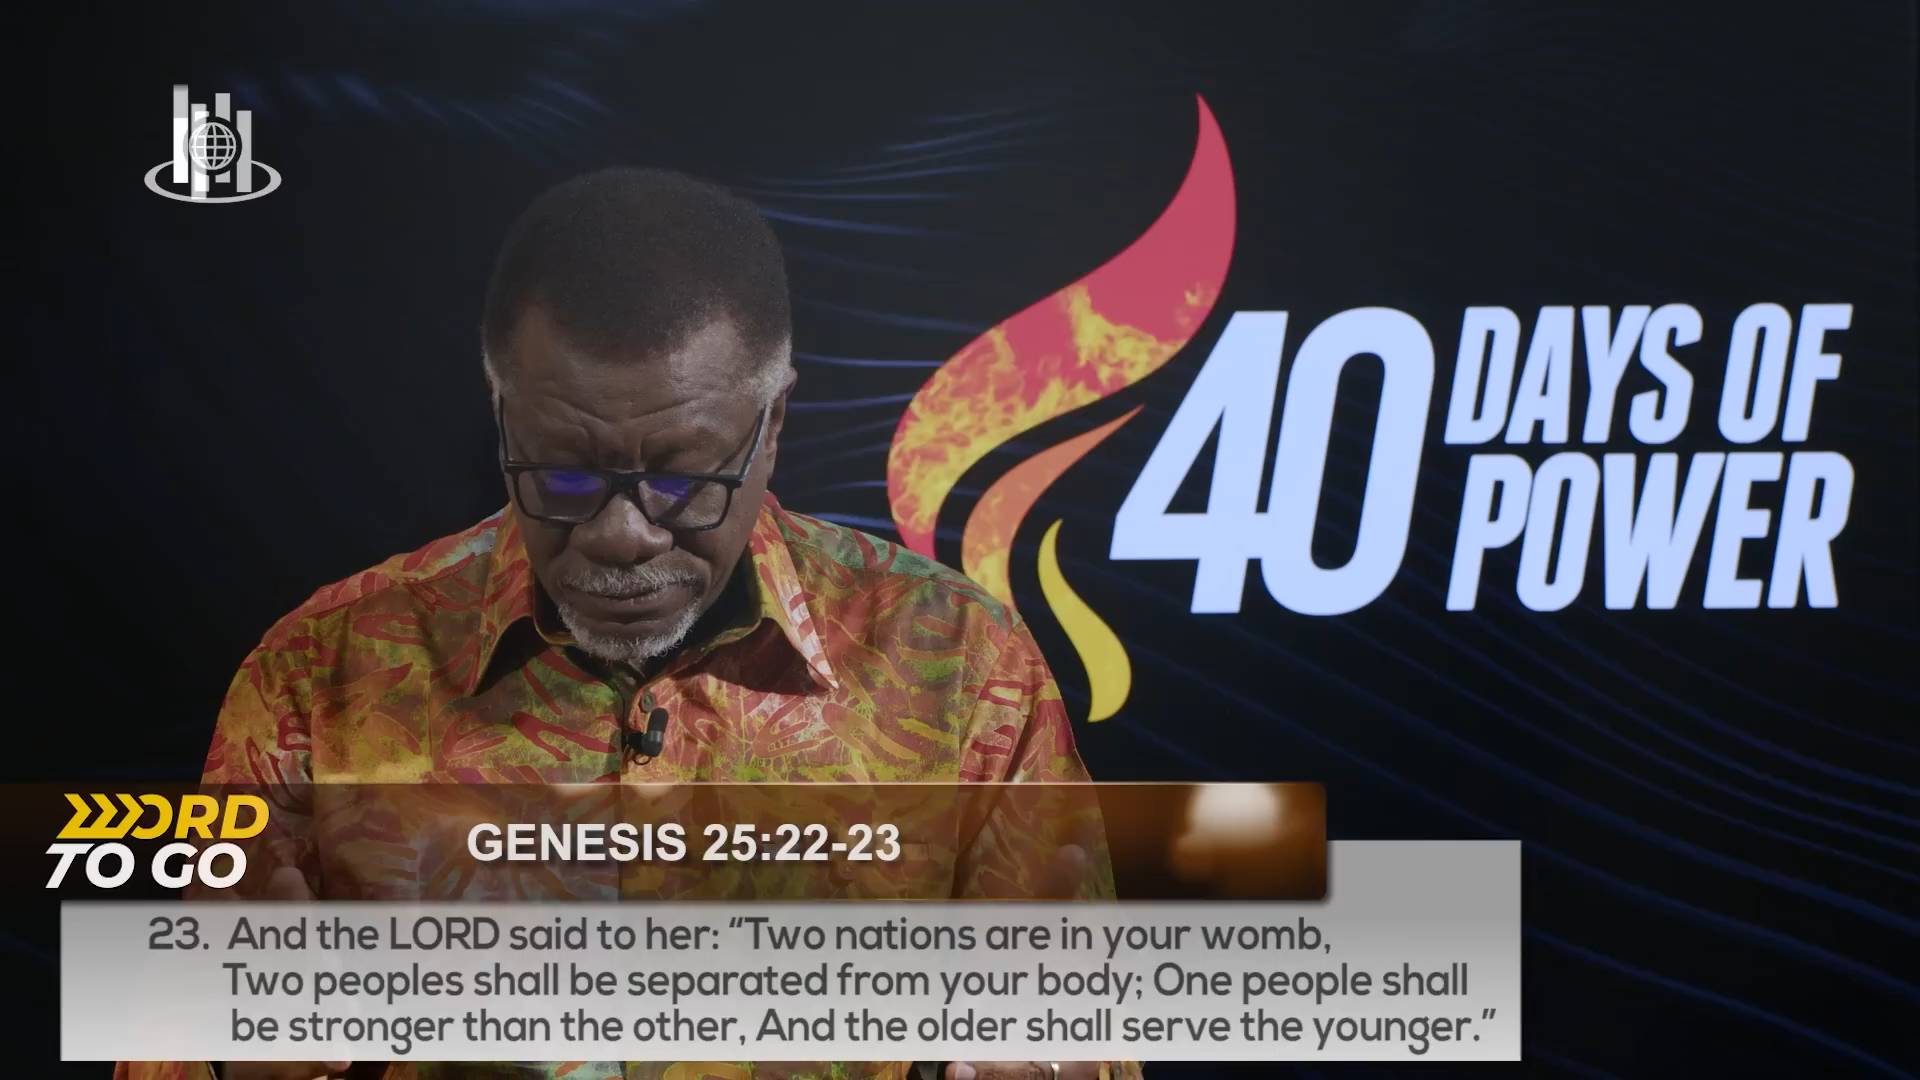 40
DAYS OF
POWER
WORD
TO GO
GENESIS 25:22-23
23. And the LORD said to her: “Two nations are in your womb,
Two peoples shall be separated from your body; One people shall
be stronger than the other, And the older shall serve the younger.”